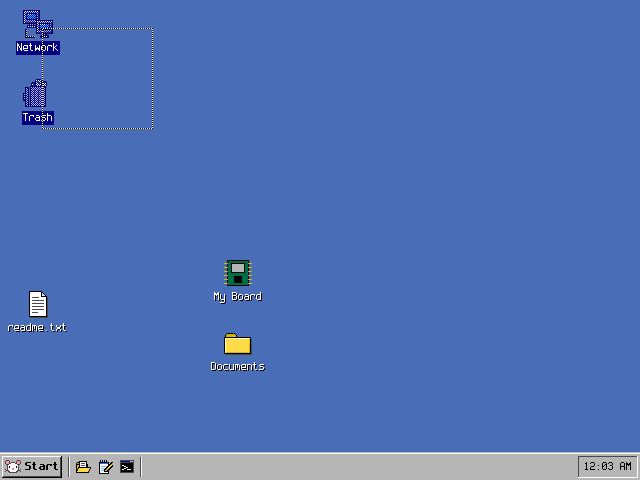 Network
Trash
My Board
readme.txt
Documents
Start
12:03 AM